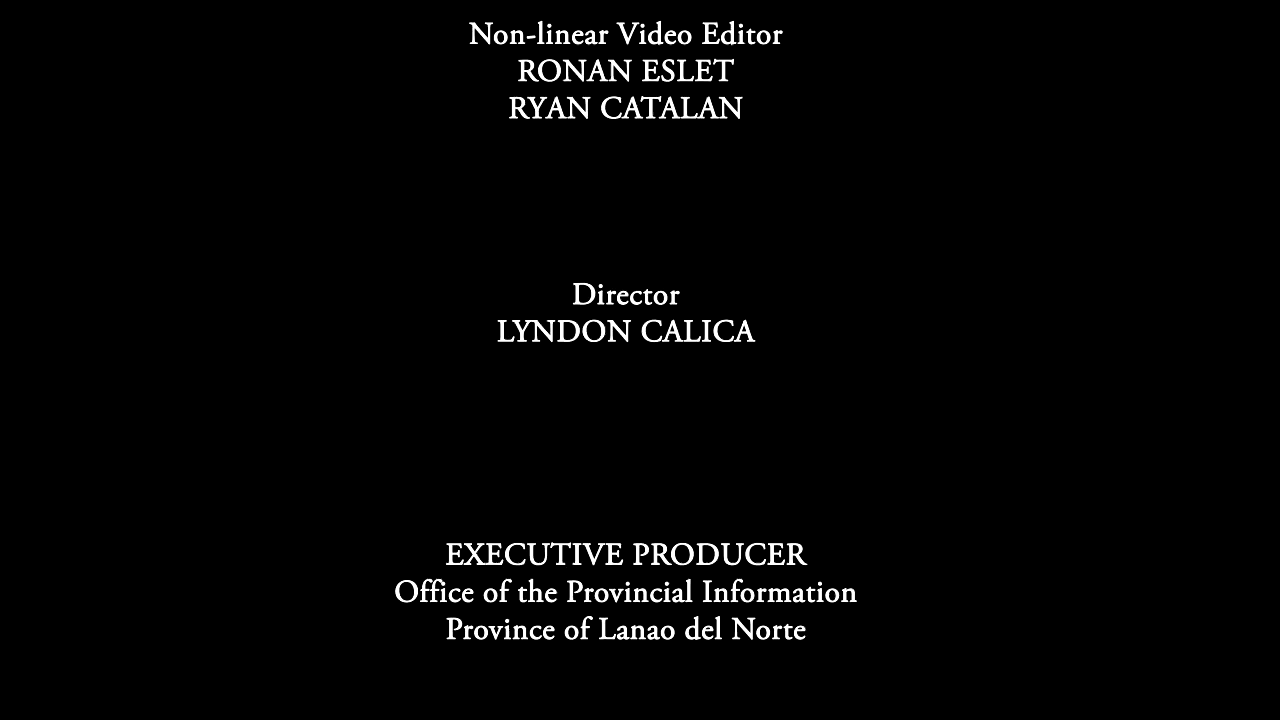 Non-linear Video Editor
RONAN ESLET
RYAN CATALAN
Director
LYNDON CALICA
EXECUTIVE PRODUCER
Office of the Provincial Information
Province of Lanao del Norte